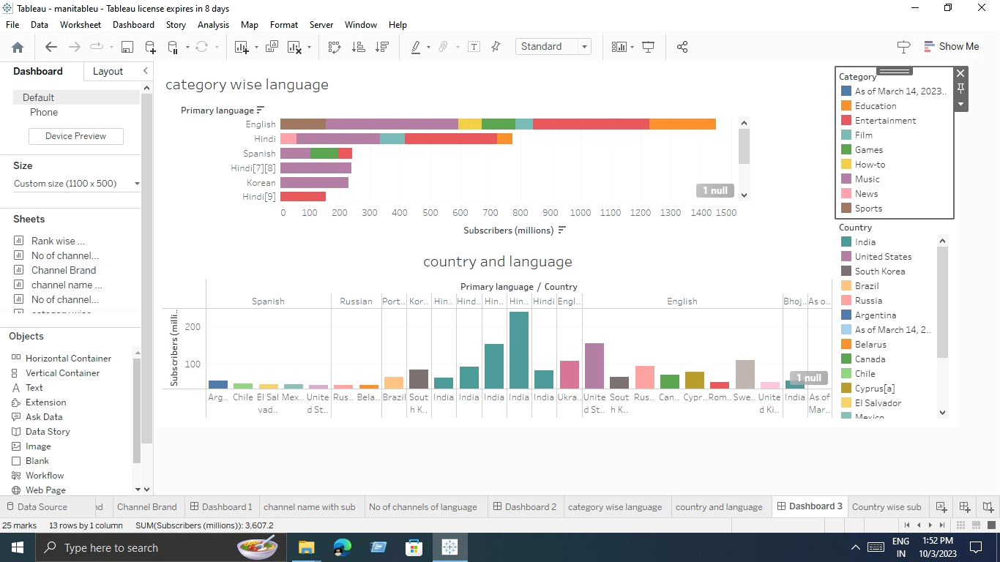 Tableau - manitableu - Tableau license expires in 8 days
File Data Worksheet Dashboard Story Analysis Map Format Server Window Help
Standard
Show Me
Dashboard Layout
Default
Phone
Device Preview
Size
Custom size (1100 x 500)
Sheets
Rank wise ...
No of channel...
Channel Brand
channel name ...
No of channel...
Objects
Horizontal Container
Vertical Container
Text
Extension
Ask Data
Data Story
Image
Blank
Workflow
Web Page
category wise language
Primary language
English
Hindi
Spanish
Hindi[7][8]
Korean
Hindi[9]
1 null
0 100 200 300 400 500 600 700 800 900 1000 1100 1200 1300 1400 1500
Subscribers (millions)
country and language
Primary language / Country
Spanish Russian Port.. Kor.. Hin.. Hind.. Hin.. Hin.. Hindi Engl.. English Bhoj.. As o..
Subscribers (milli..
200
100
1 null
Arg.. Chile El Sal vad.. Mex.. Unite d St.. Rus.. Bela.. Brazil Sout h K.. India India India India India Ukra.. Unite d St.. Sout h K.. Rus.. Can.. Cypr.. Rom.. Swe.. Unite d Ki.. India As of Mar..
Category
As of March 14, 2023..
Education
Entertainment
Film
Games
How-to
Music
News
Sports
Country
India
United States
South Korea
Brazil
Russia
Argentina
As of March 14, 2..
Belarus
Canada
Chile
Cyprus[a]
El Salvador
Mexico
Data Source nd Channel Brand Dashboard 1 channel name with sub No of channels of language Dashboard 2 category wise language country and language Dashboard 3 Country wise sub
25 marks 13 rows by 1 column SUM(Subscribers (millions)): 3,607.2
Type here to search
ENG
IN
1:52 PM
10/3/2023